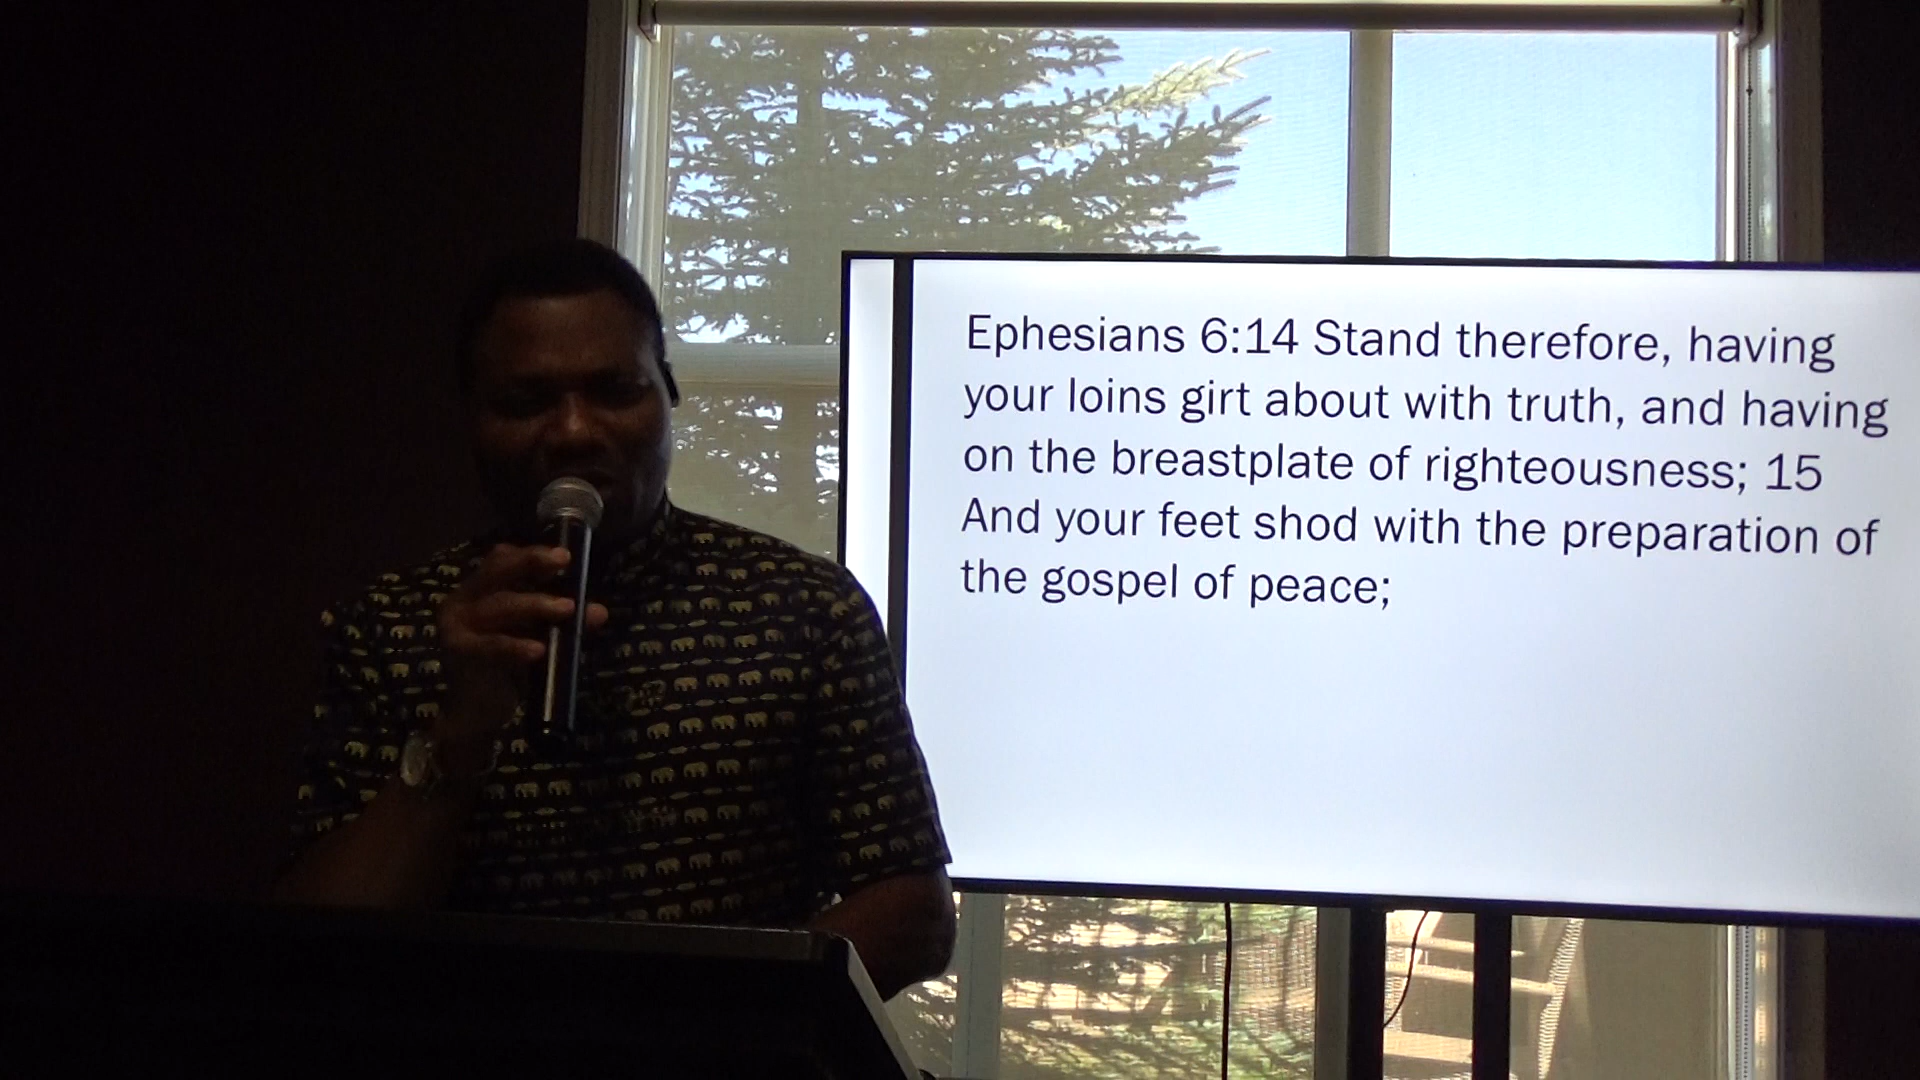 Ephesians 6:14 Stand therefore, having
your loins girt about with truth, and having
on the breastplate of righteousness; 15
And your feet shod with the preparation of
the gospel of peace;